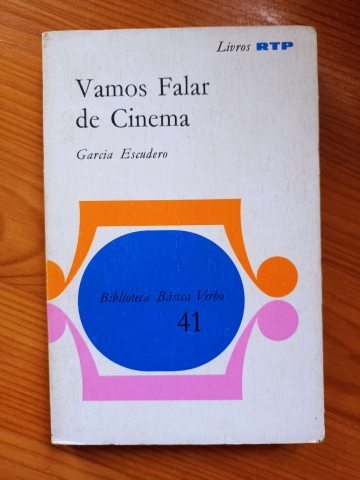 Livros RTP
Vamos Falar
de Cinema
Garcia Escudero
Biblioteca Básica Verbo
41